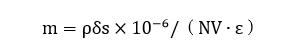 m = ρδs × 10⁻⁶/（NV · ε）